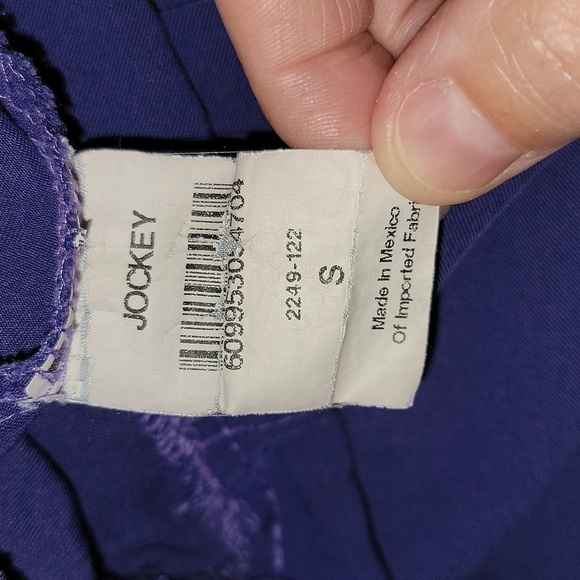 JOCKEY
2249-122
S
Made In Mexico
Of Imported